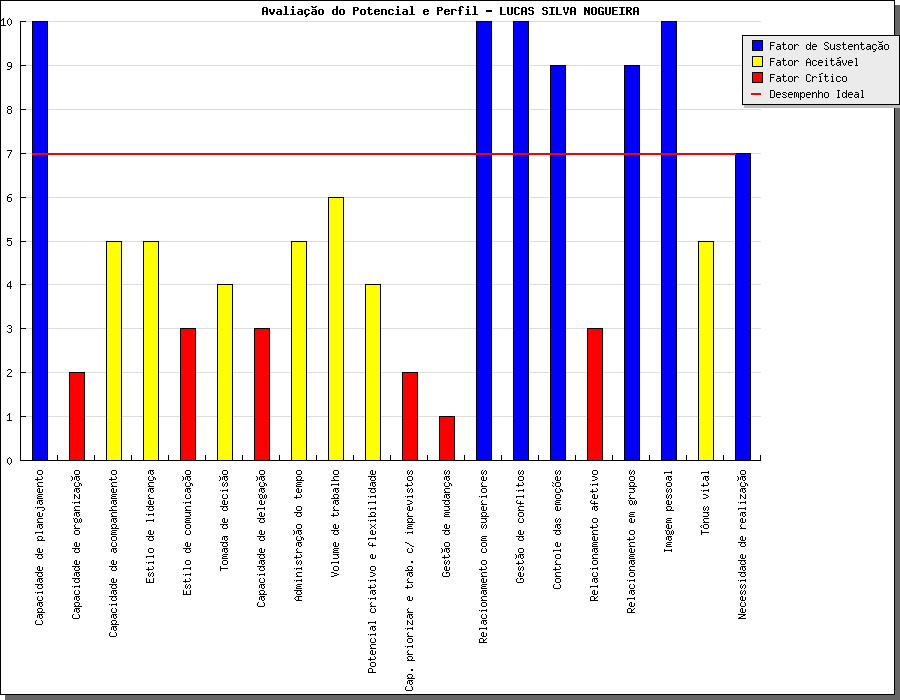 Avaliação do Potencial e Perfil - LUCAS SILVA NOGUEIRA
10
9
8
7
6
5
4
3
2
1
0
Fator de Sustentação
Fator Aceitável
Fator Crítico
Desempenho Ideal
Capacidade de planejamento
Capacidade de organização
Capacidade de acompanhamento
Estilo de liderança
Estilo de comunicação
Tomada de decisão
Capacidade de delegação
Administração do tempo
Volume de trabalho
Potencial criativo e flexibilidade
Cap. priorizar e trab. c/ imprevistos
Gestão de mudanças
Relacionamento com superiores
Gestão de conflitos
Controle das emoções
Relacionamento afetivo
Relacionamento em grupos
Imagem pessoal
Tônus vital
Necessidade de realização